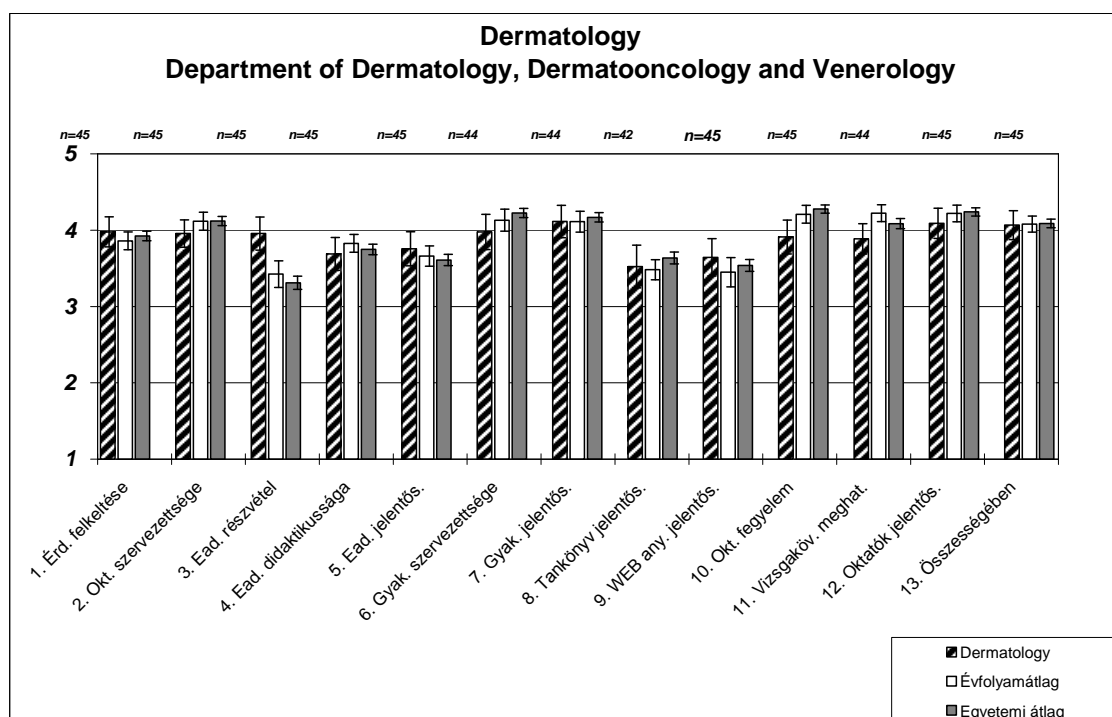 Dermatology
Department of Dermatology, Dermatooncology and Venerology
n=45 n=45 n=45 n=45 n=45 n=44 n=44 n=42 n=45 n=45 n=44 n=45 n=45
5
4
3
2
1
1. Érd. felkeltése
2. Okt. szervezettsége
3. Ead. részvétel
4. Ead. didaktikussága
5. Ead. jelentős.
6. Gyak. szervezettsége
7. Gyak. jelentős.
8. Tankönyv jelentős.
9. WEB any. jelentős.
10. Okt. fegyelem
11. Vizsgaköv. meghat.
12. Oktatók jelentős.
13. Összességében
Dermatology
Évfolyamátlag
Egyetemi átlag